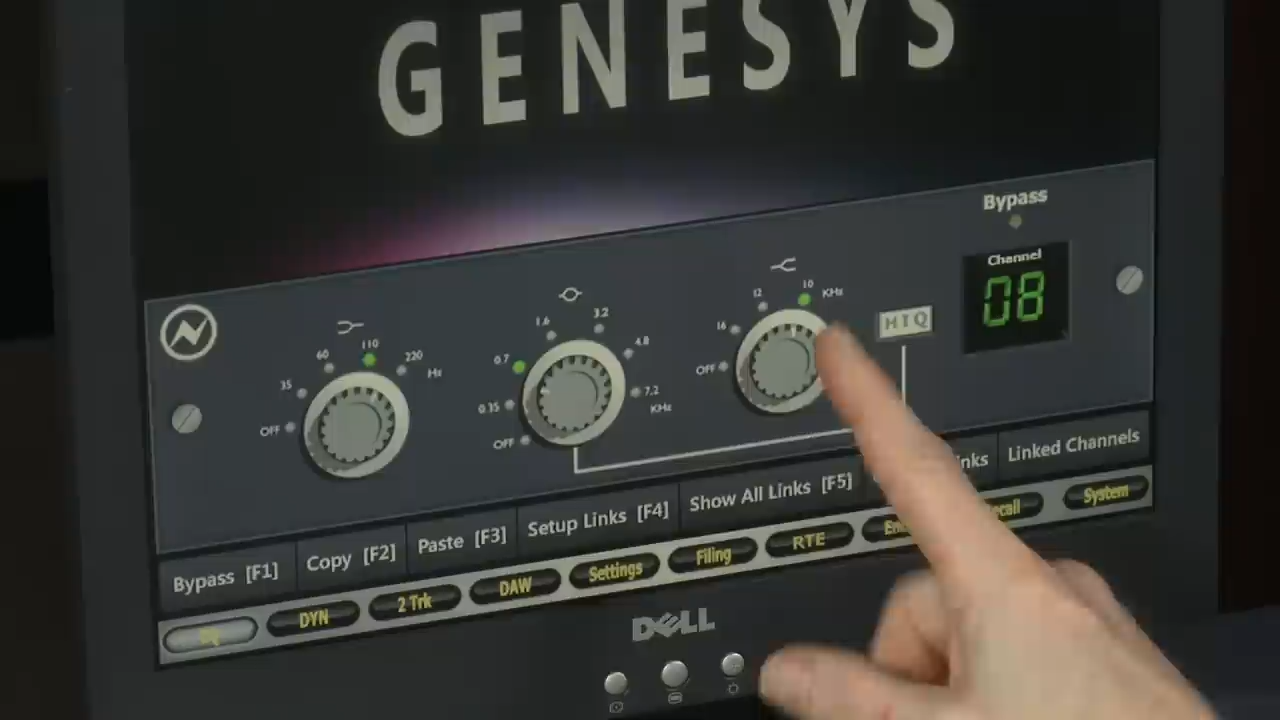 GENESYS
Bypass
Channel
08
OFF 35 60 110 220 Hz
OFF 0.35 0.7 1.6 3.2 4.8 7.2 KHz
OFF 16 12 10 KHz
HTQ
Bypass [F1] Copy [F2] Paste [F3] Setup Links [F4] Show All Links [F5] Linked Channels
EQ DYN 2 Trk DAW Settings Filing RTE System
DELL